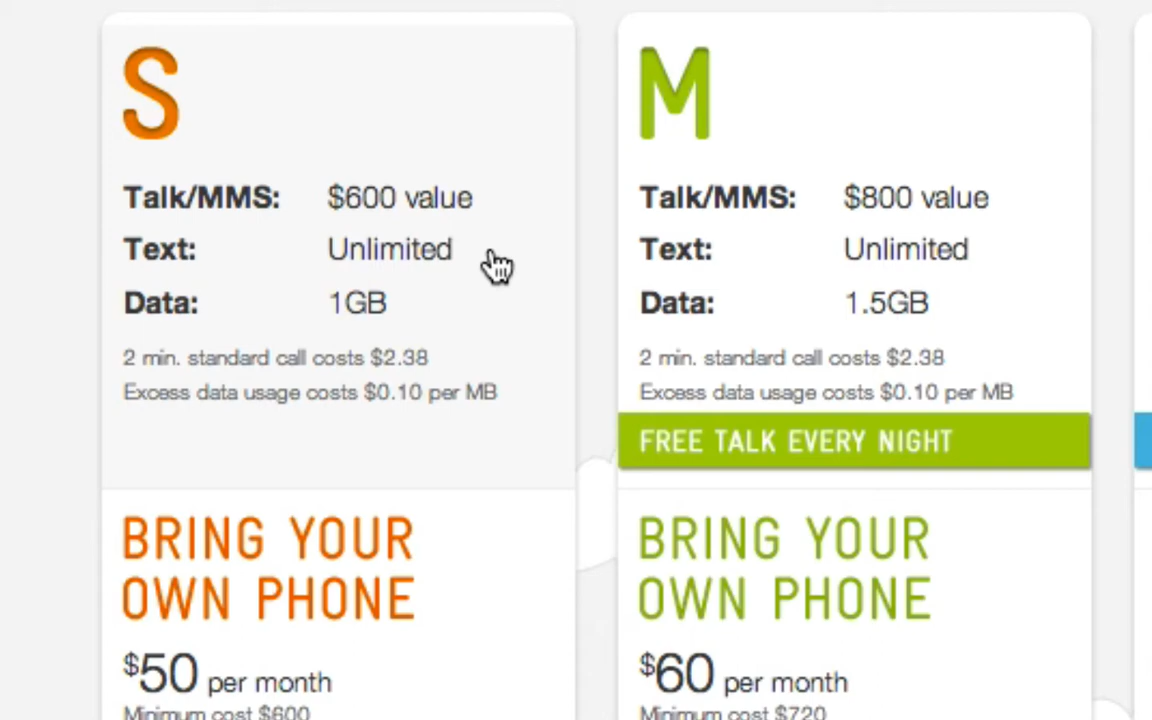 S
Talk/MMS: $600 value
Text: Unlimited
Data: 1GB
2 min. standard call costs $2.38
Excess data usage costs $0.10 per MB
BRING YOUR
OWN PHONE
$50 per month
Minimum cost $600
M
Talk/MMS: $800 value
Text: Unlimited
Data: 1.5GB
2 min. standard call costs $2.38
Excess data usage costs $0.10 per MB
FREE TALK EVERY NIGHT
BRING YOUR
OWN PHONE
$60 per month
Minimum cost $720